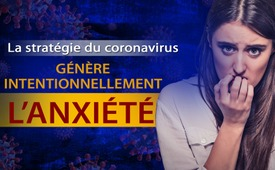 La stratégie du coronavirus
GÉNÈRE
INTENTIONNELLEMENT
L'ANXIÉTÉ